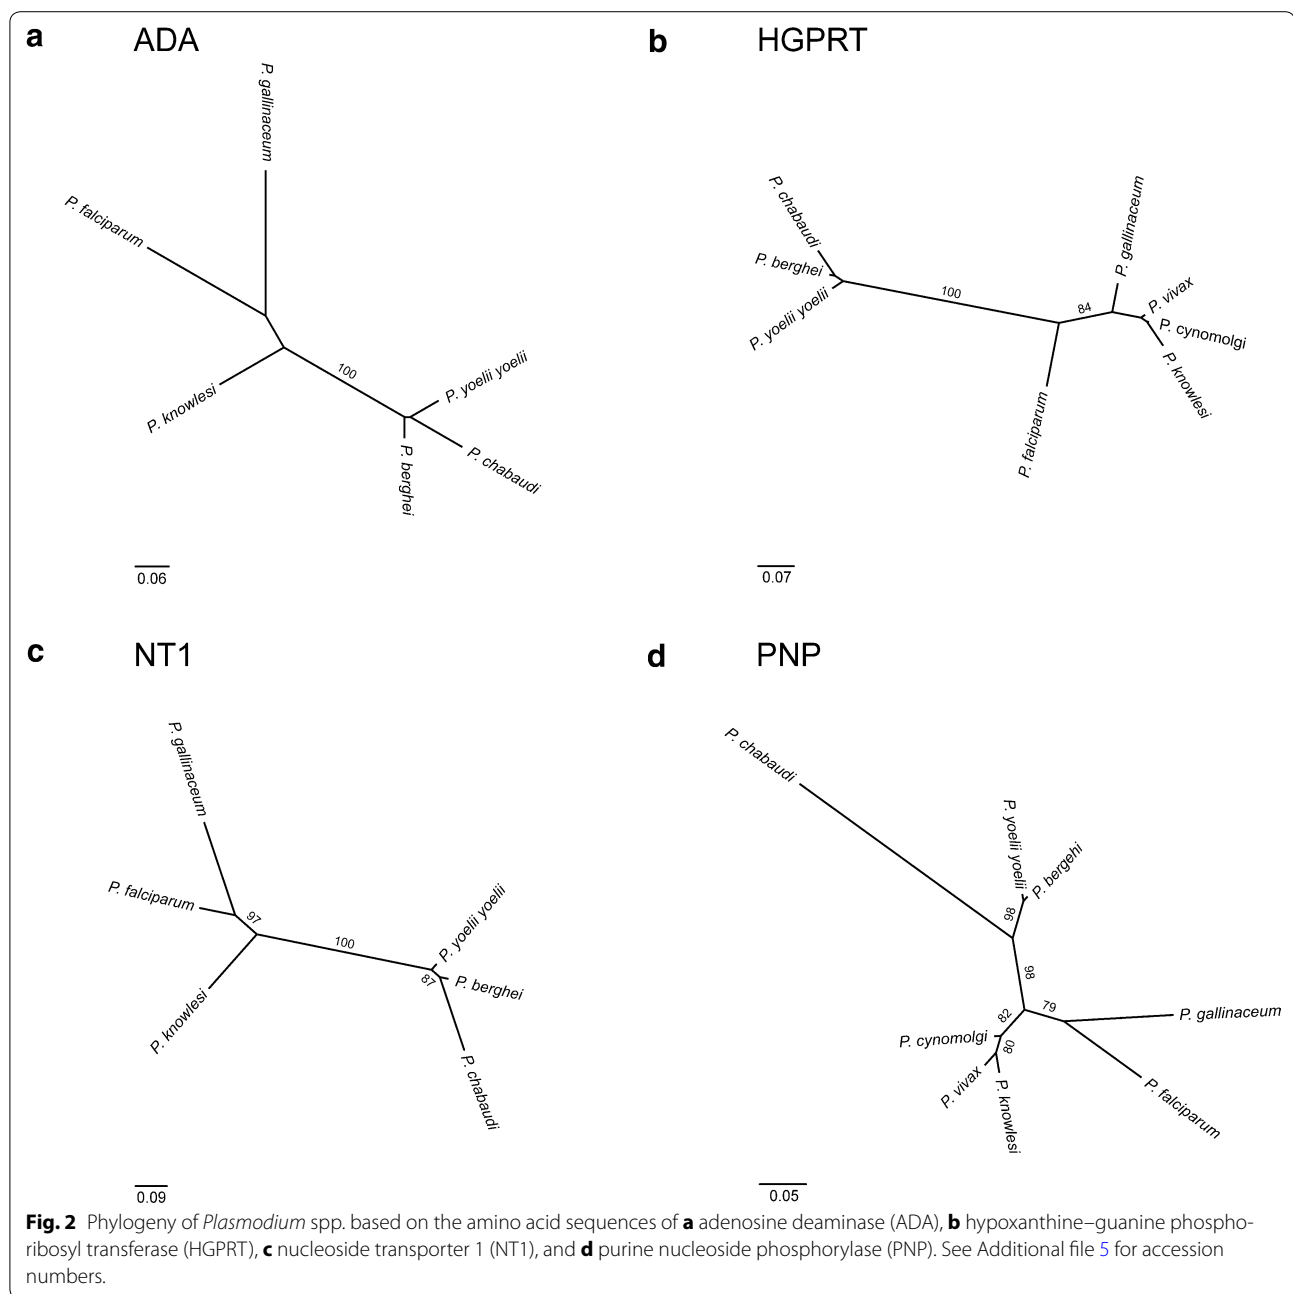 a ADA
P. gallinaceum
P. falciparum
P. knowlesi
100
P. yoelii yoelii
P. chabaudi
P. berghei
0.06
b HGPRT
P. chabaudi
P. berghei
P. yoelii yoelii
100
84
P. gallinaceum
P. vivax
P. cynomolgi
P. knowlesi
P. falciparum
0.07
c NT1
P. gallinaceum
P. falciparum
97
P. knowlesi
100
P. yoelii yoelii
87
P. berghei
P. chabaudi
0.09
d PNP
P. chabaudi
P. yoelii yoelii
P. bergehi
98
98
79
P. gallinaceum
82
P. cynomolgi
80
P. vivax
P. knowlesi
P. falciparum
0.05
Fig. 2 Phylogeny of Plasmodium spp. based on the amino acid sequences of a adenosine deaminase (ADA), b hypoxanthine–guanine phospho-
ribosyl transferase (HGPRT), c nucleoside transporter 1 (NT1), and d purine nucleoside phosphorylase (PNP). See Additional file 5 for accession
numbers.